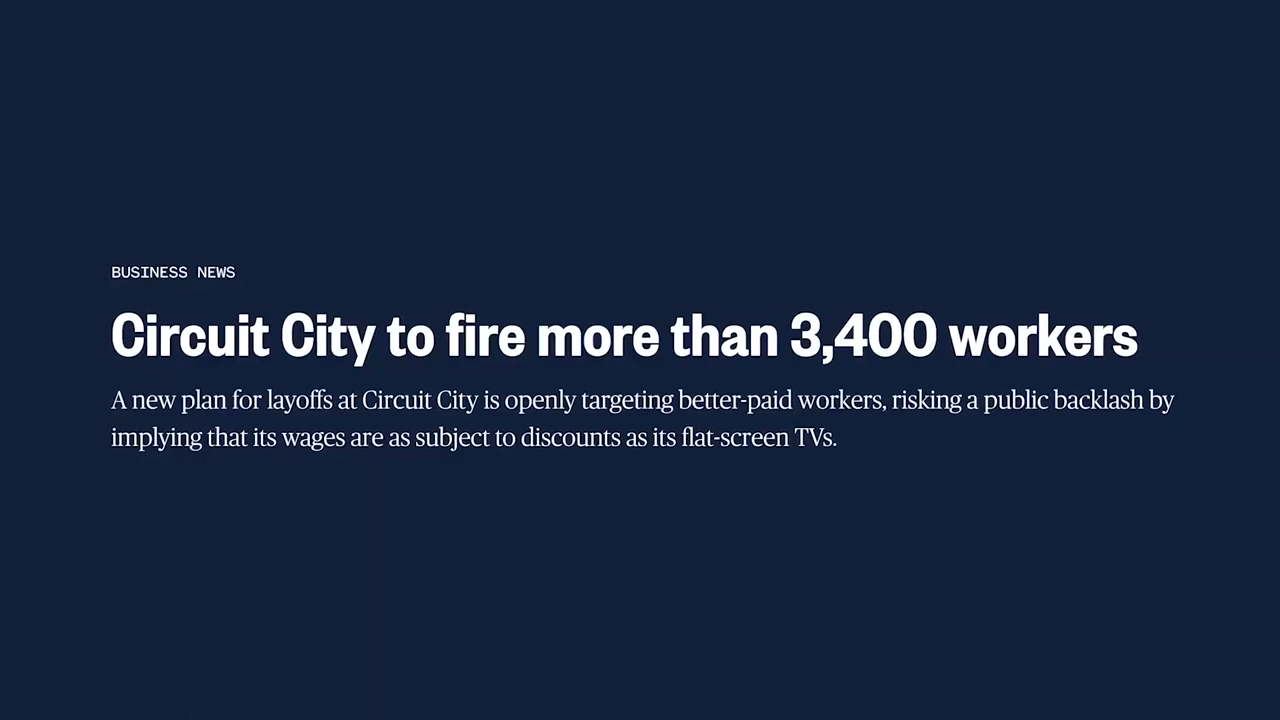 BUSINESS NEWS
Circuit City to fire more than 3,400 workers
A new plan for layoffs at Circuit City is openly targeting better-paid workers, risking a public backlash by
implying that its wages are as subject to discounts as its flat-screen TVs.